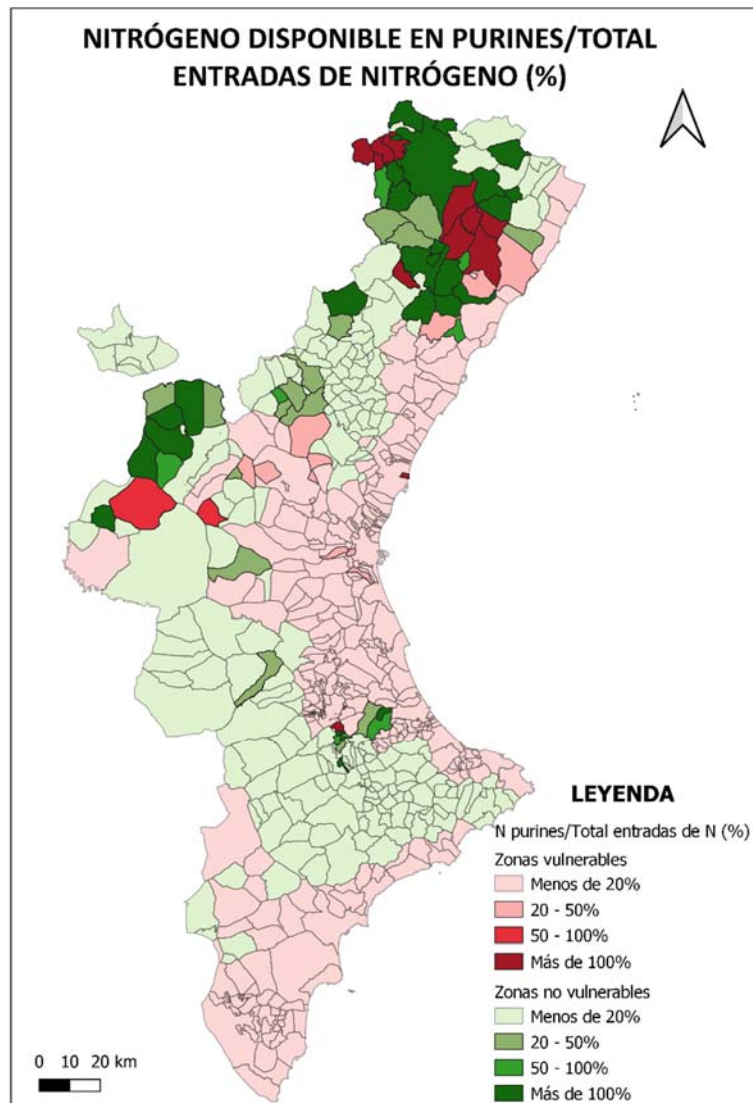 NITRÓGENO DISPONIBLE EN PURINES/TOTAL
ENTRADAS DE NITRÓGENO (%)
LEYENDA
N purines/Total entradas de N (%)
Zonas vulnerables
Menos de 20%
20 - 50%
50 - 100%
Más de 100%
Zonas no vulnerables
Menos de 20%
20 - 50%
50 - 100%
Más de 100%
0 10 20 km